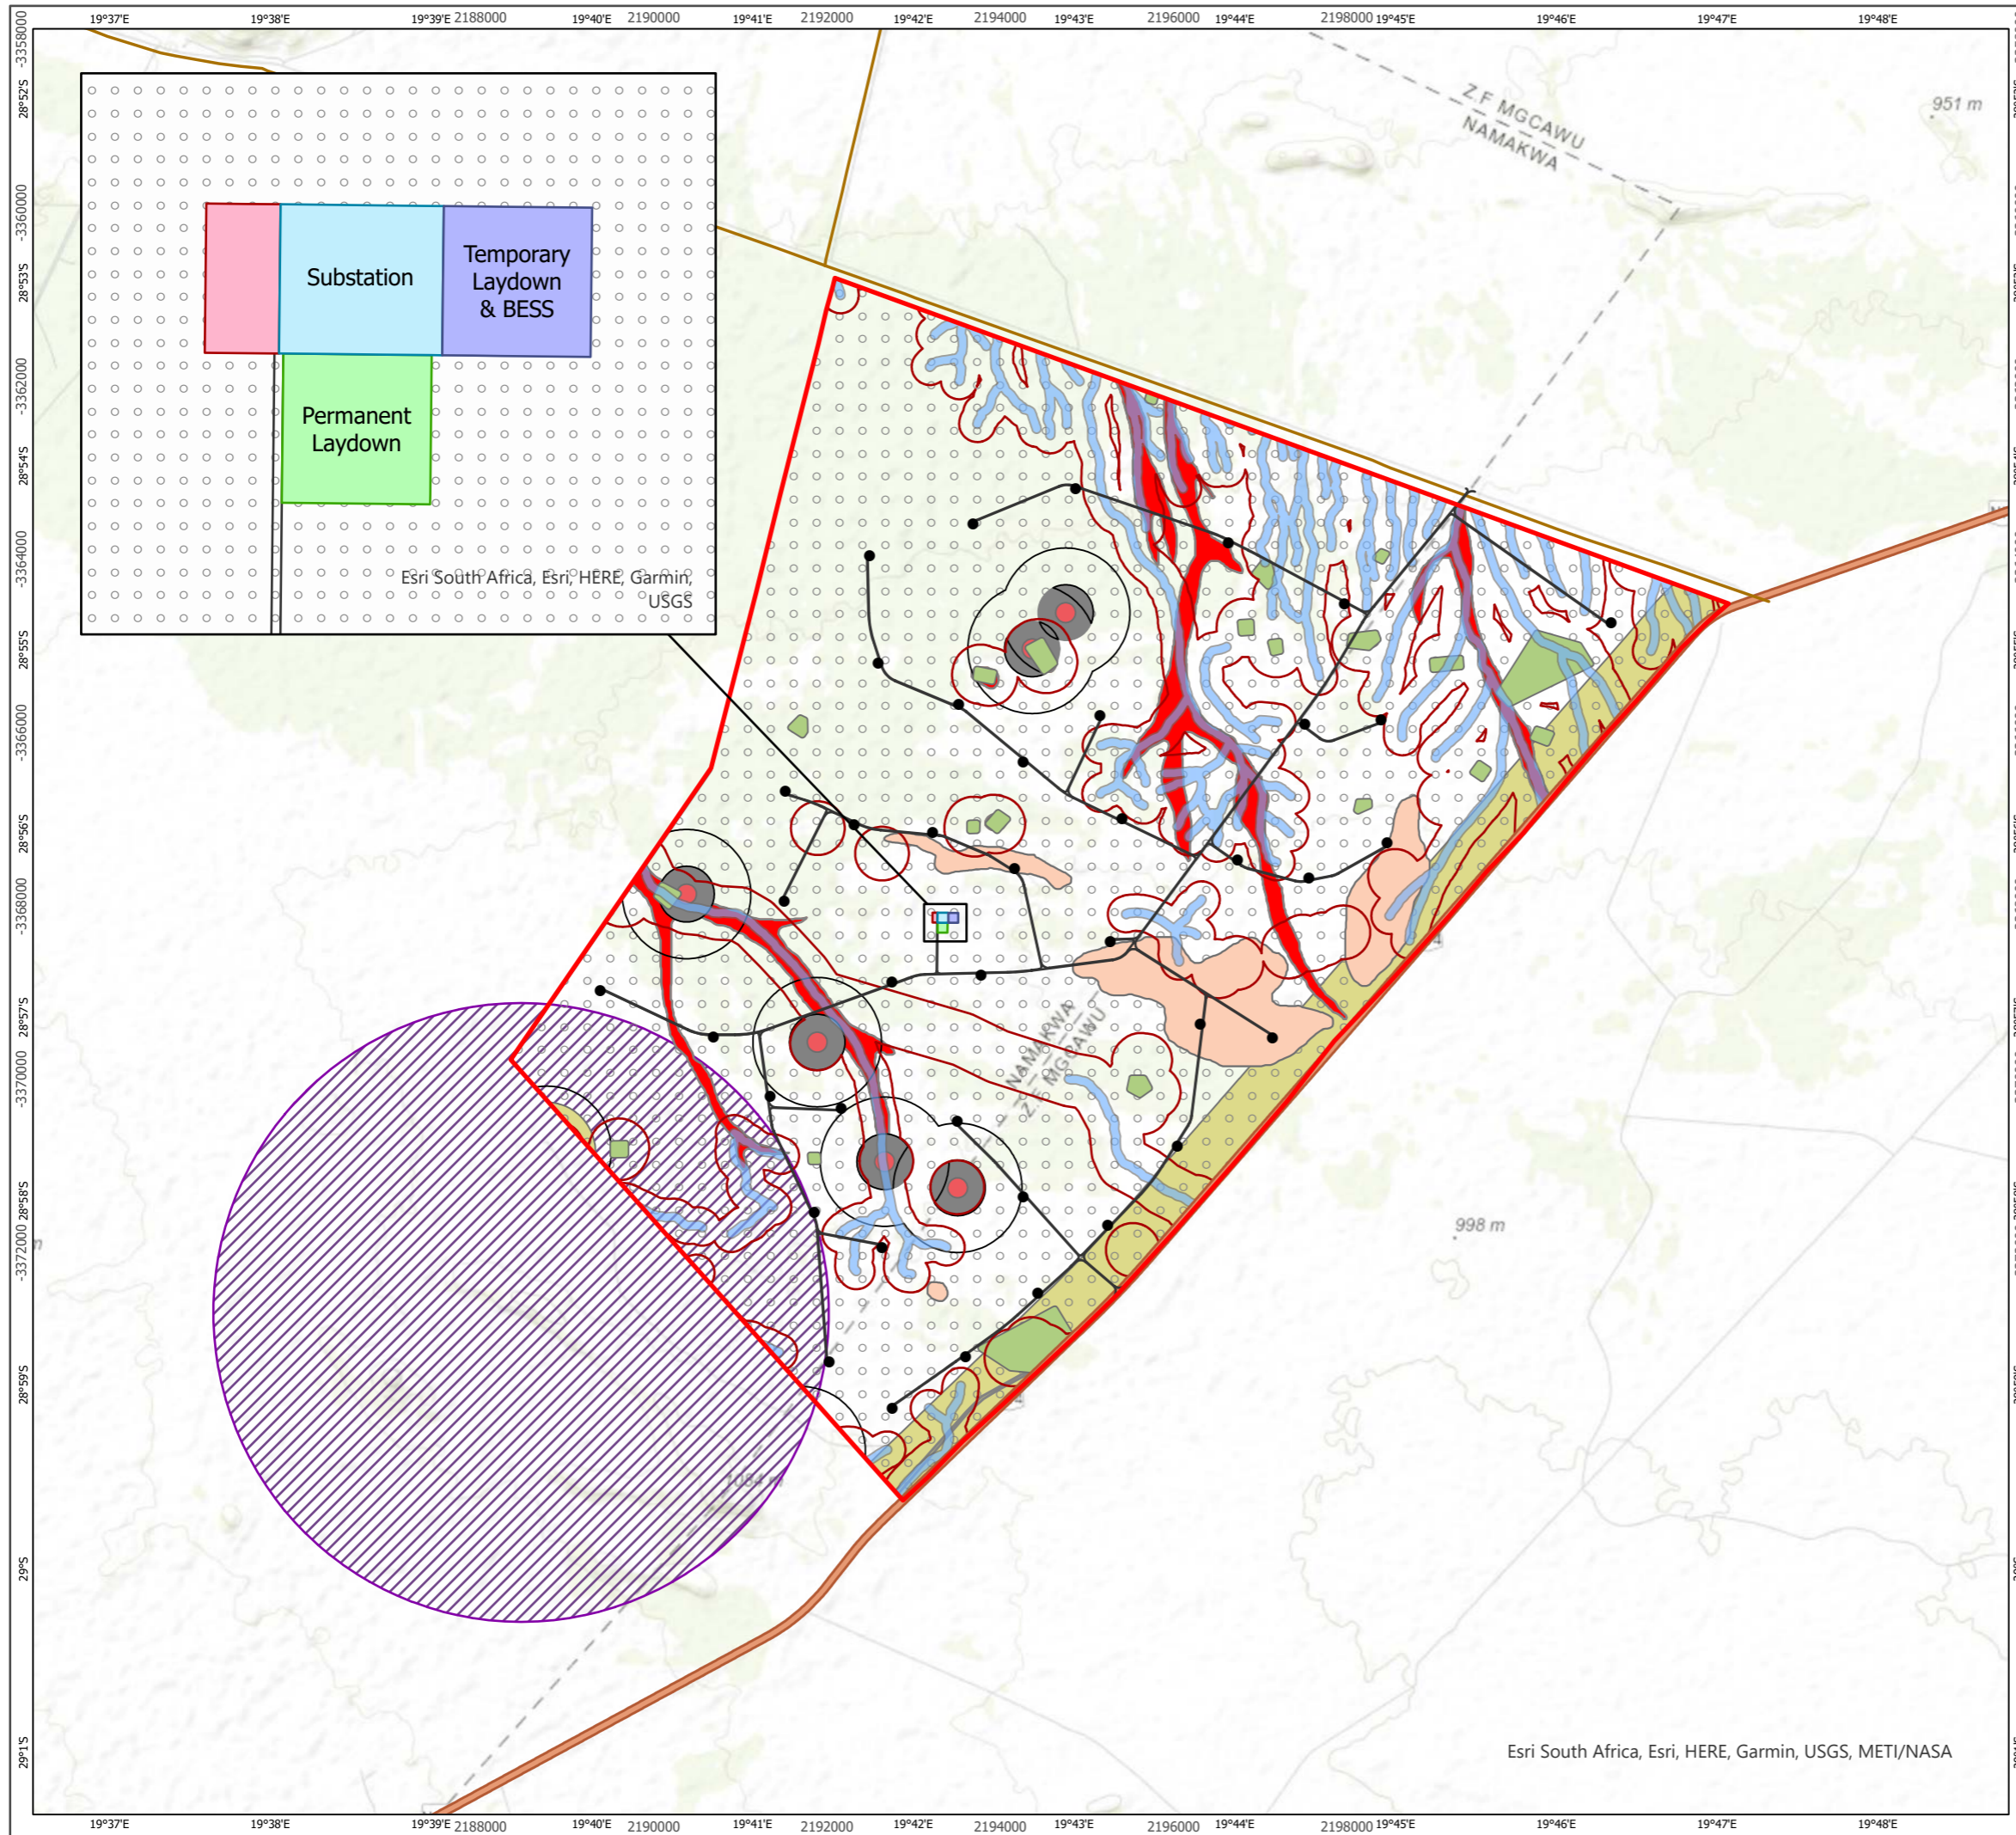 19°37'E 19°38'E 19°39'E 2188000 19°40'E 2190000 19°41'E 2192000 19°42'E 2194000 19°43'E 2196000 19°44'E 2198000 19°45'E 19°46'E 19°47'E 19°48'E
-3358000
28°52'S
-3360000
28°53'S
-3362000
28°54'S
-3364000
28°55'S
-3366000
28°56'S
-3368000
28°57'S
-3370000
28°58'S
-3372000
28°59'S
29°S
29°1'S
Z.F MGCAWU
NAMAKWA
951 m
Substation
Temporary
Laydown
& BESS
Permanent
Laydown
Esri South Africa, Esri, HERE, Garmin,
USGS
NAMAKWA
Z.F MGCAWU
998 m
1084 m
Esri South Africa, Esri, HERE, Garmin, USGS, METI/NASA
19°37'E 19°38'E 19°39'E 2188000 19°40'E 2190000 19°41'E 2192000 19°42'E 2194000 19°43'E 2196000 19°44'E 2198000 19°45'E 19°46'E 19°47'E 19°48'E